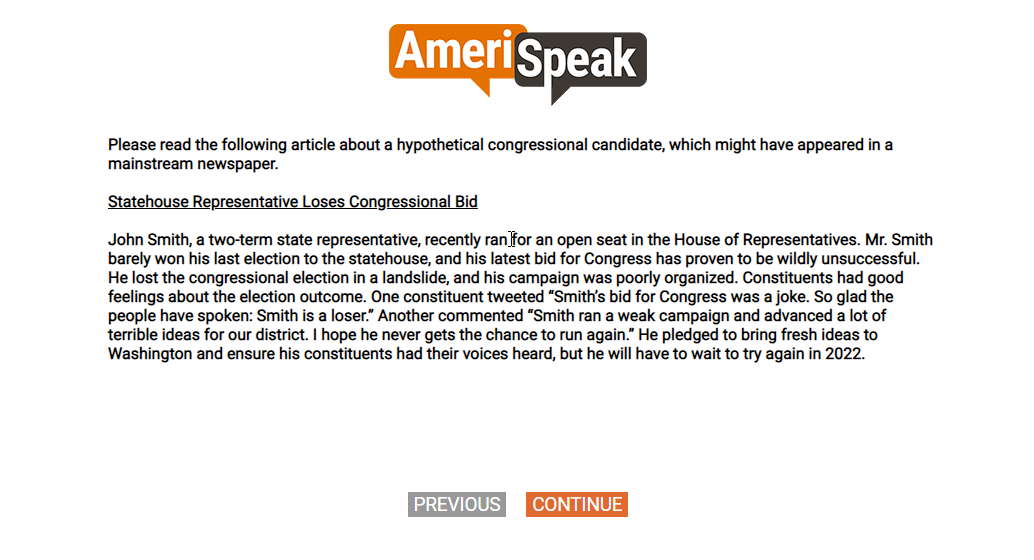 AmeriSpeak
Please read the following article about a hypothetical congressional candidate, which might have appeared in a
mainstream newspaper.
Statehouse Representative Loses Congressional Bid
John Smith, a two-term state representative, recently ran for an open seat in the House of Representatives. Mr. Smith
barely won his last election to the statehouse, and his latest bid for Congress has proven to be wildly unsuccessful.
He lost the congressional election in a landslide, and his campaign was poorly organized. Constituents had good
feelings about the election outcome. One constituent tweeted “Smith’s bid for Congress was a joke. So glad the
people have spoken: Smith is a loser.” Another commented “Smith ran a weak campaign and advanced a lot of
terrible ideas for our district. I hope he never gets the chance to run again.” He pledged to bring fresh ideas to
Washington and ensure his constituents had their voices heard, but he will have to wait to try again in 2022.
PREVIOUS CONTINUE